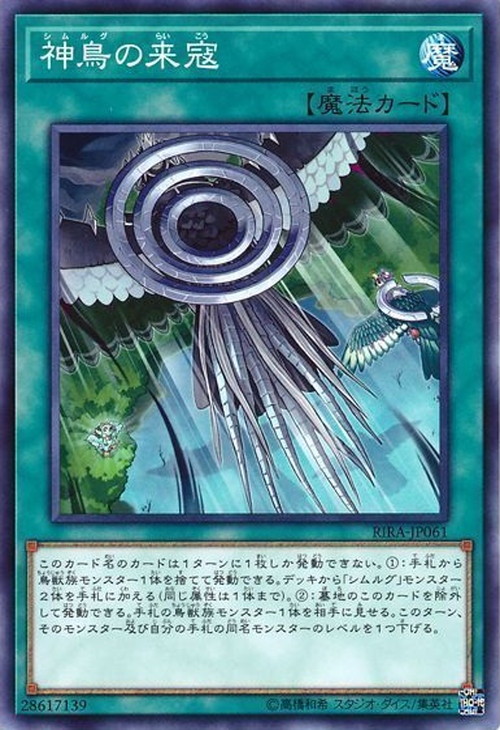 神鳥の来寇
シムルグ らいこう
魔
【魔法カード】
まほう
RIRA-JP061
このカード名のカードは1ターンに1枚しか発動できない。①：手札から
鳥獣族モンスター1体を捨てて発動できる。デッキから「シムルグ」モンスター
2体を手札に加える(同じ属性は1体まで)。②：墓地のこのカードを除外
して発動できる。手札の鳥獣族モンスター1体を相手に見せる。このターン、
そのモンスター及び自分の手札の同名モンスターのレベルを1つ下げる。
28617139
©高橋和希 スタジオ・ダイス/集英社